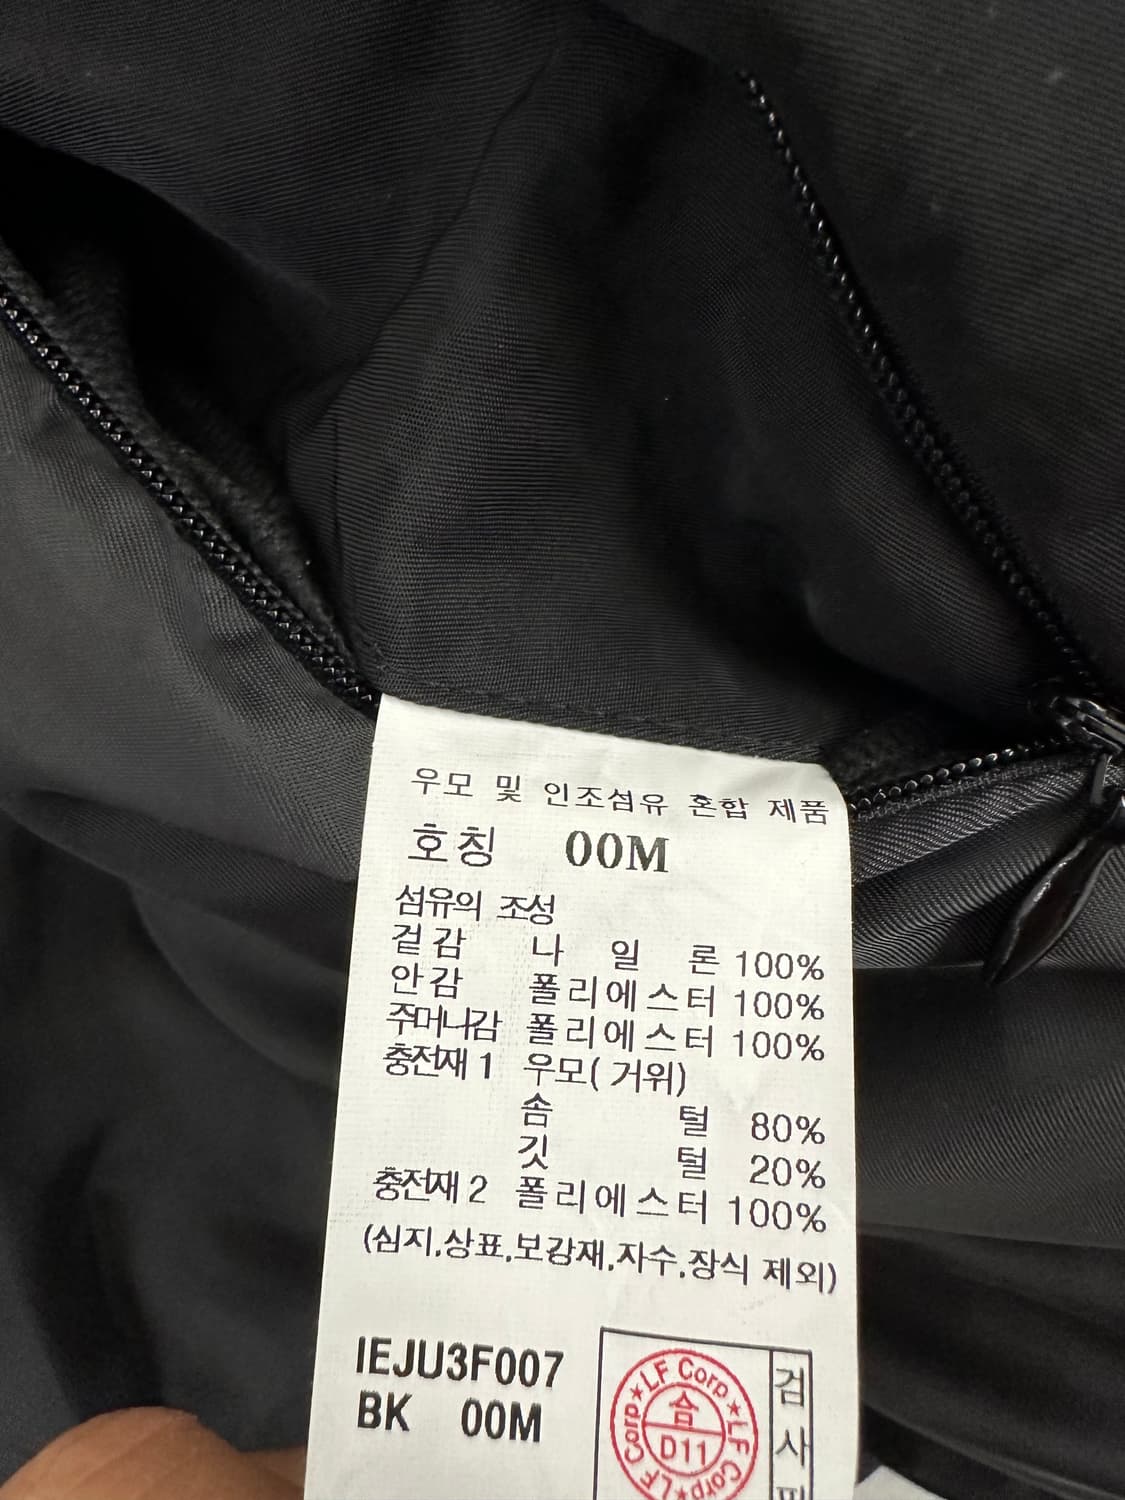 우모 및 인조섬유 혼합 제품
호칭 00M
섬유의 조성
겉감 나일론 100%
안감 폴리에스터 100%
주머니감 폴리에스터 100%
충전재 1 우모(거위)
솜털 80%
깃털 20%
충전재 2 폴리에스터 100%
(심지,상표,보강재,자수,장식 제외)
IEJU3F007
BK 00M
LF Corp★LF Corp★LF Corp
合
D11
검사